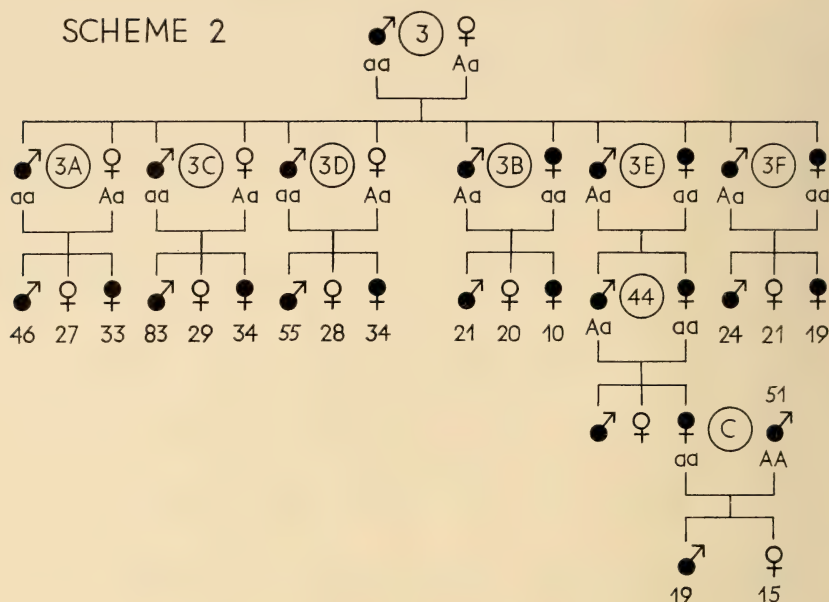 SCHEME 2
3
aa Aa
3A 3C 3D 3B 3E 3F
aa Aa aa Aa aa Aa Aa aa Aa aa Aa aa
44
46 27 33 83 29 34 55 28 34 21 20 10 Aa aa 24 21 19
51
C
aa AA
19 15